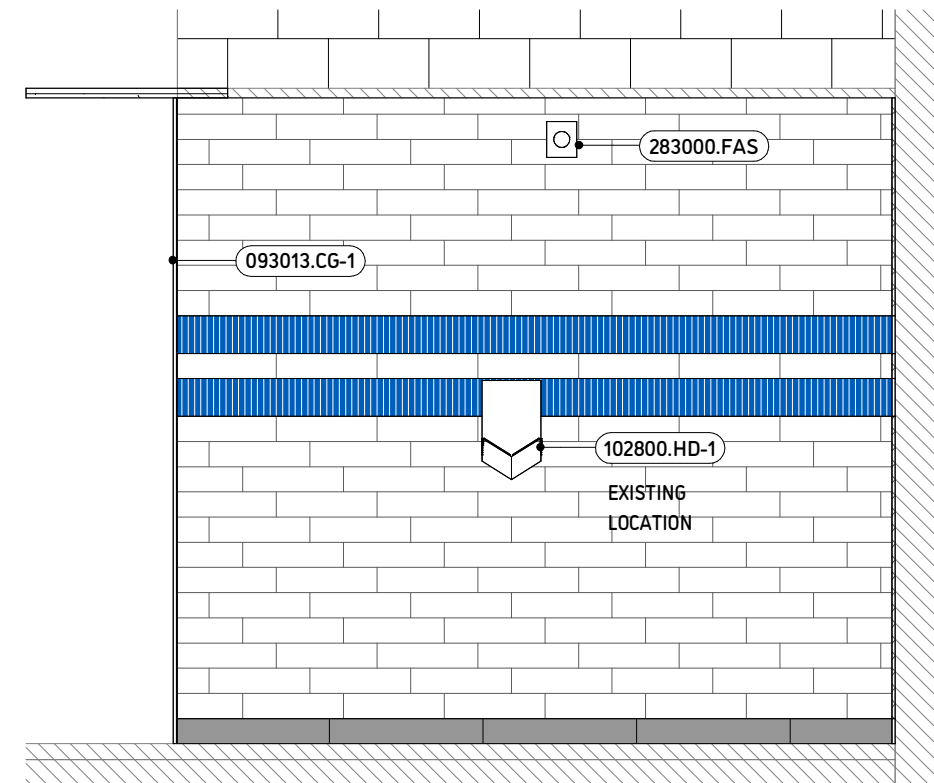 283000.FAS
093013.CG-1
102800.HD-1
EXISTING
LOCATION